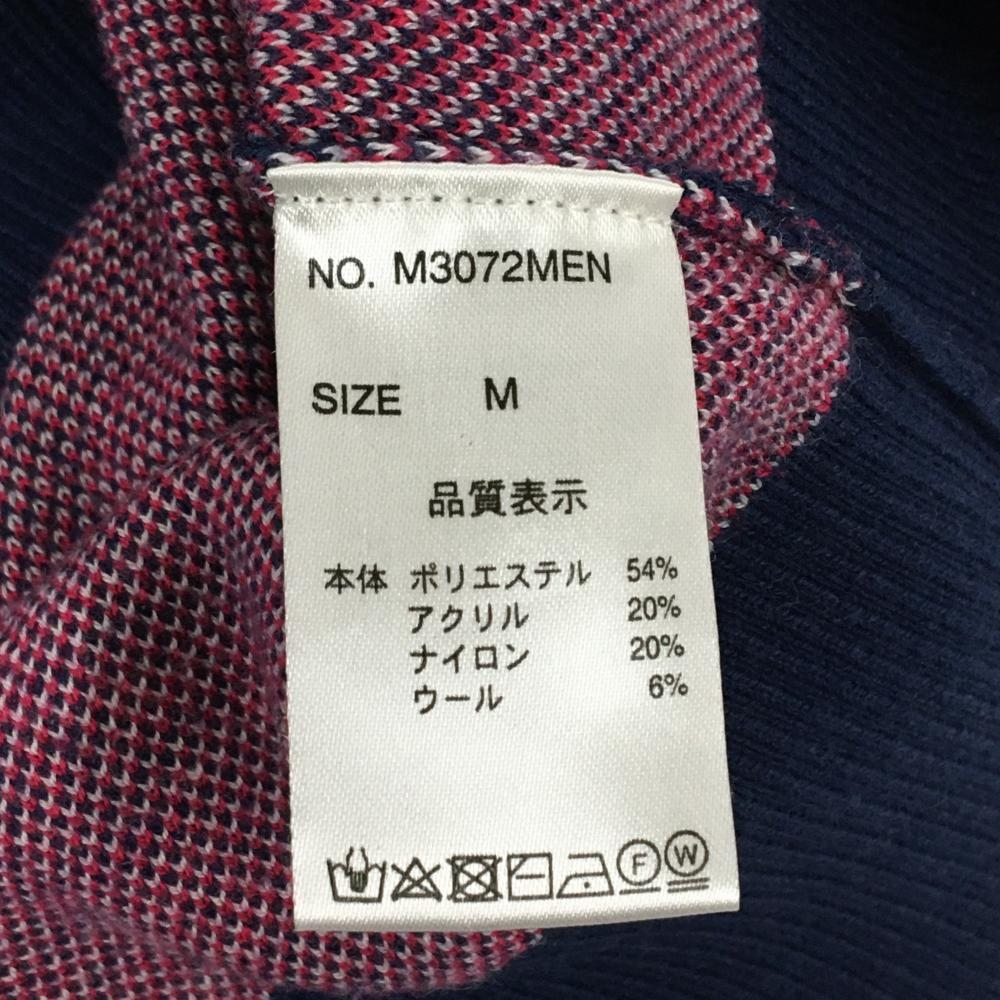 NO. M3072MEN
SIZE M
品質表示
本体 ポリエステル 54%
アクリル 20%
ナイロン 20%
ウール 6%
F W